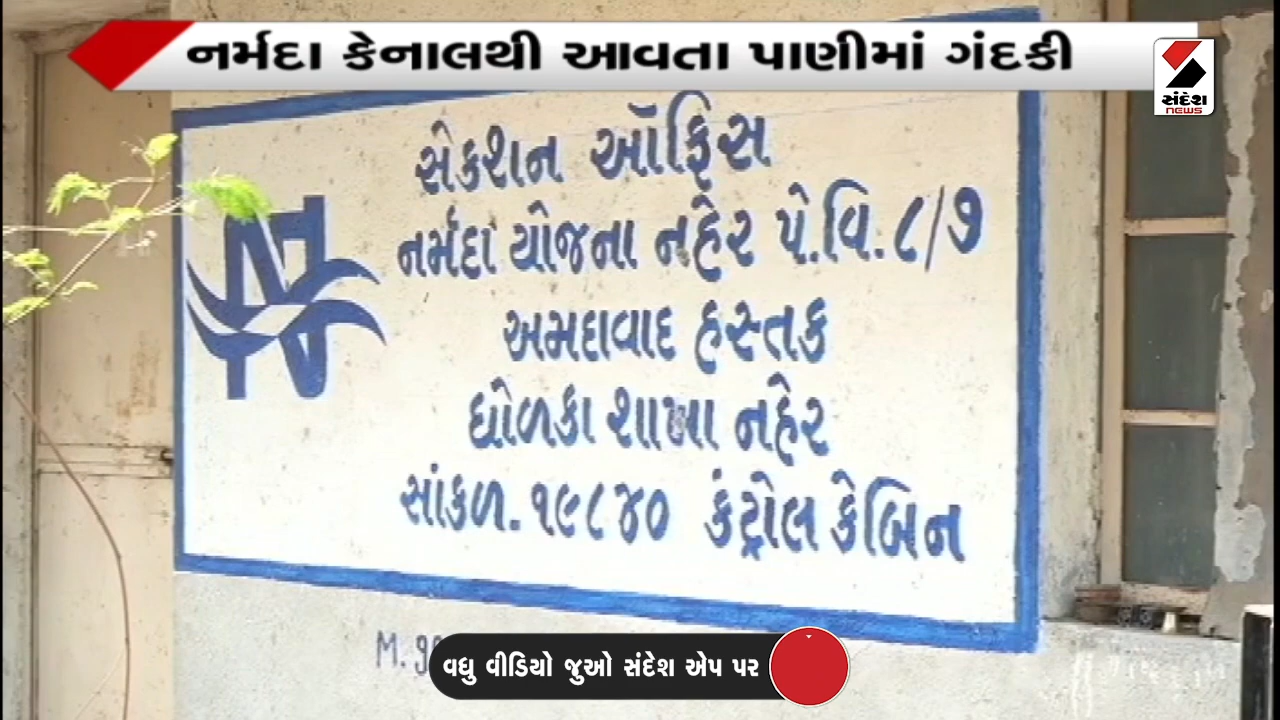 નર્મદા કેનાલથી આવતા પાણીમાં ગંદકી
સંદેશ
NEWS
સેકશન ઑફિસ
નર્મદા યોજના નહેર પે.વિ.૮/૭
અમદાવાદ હસ્તક
ધોળકા શાખા નહેર
સાંકળ.૧૯૮૪૦ કંટ્રોલ કેબિન
M.
વધુ વીડિયો જુઓ સંદેશ એપ પર